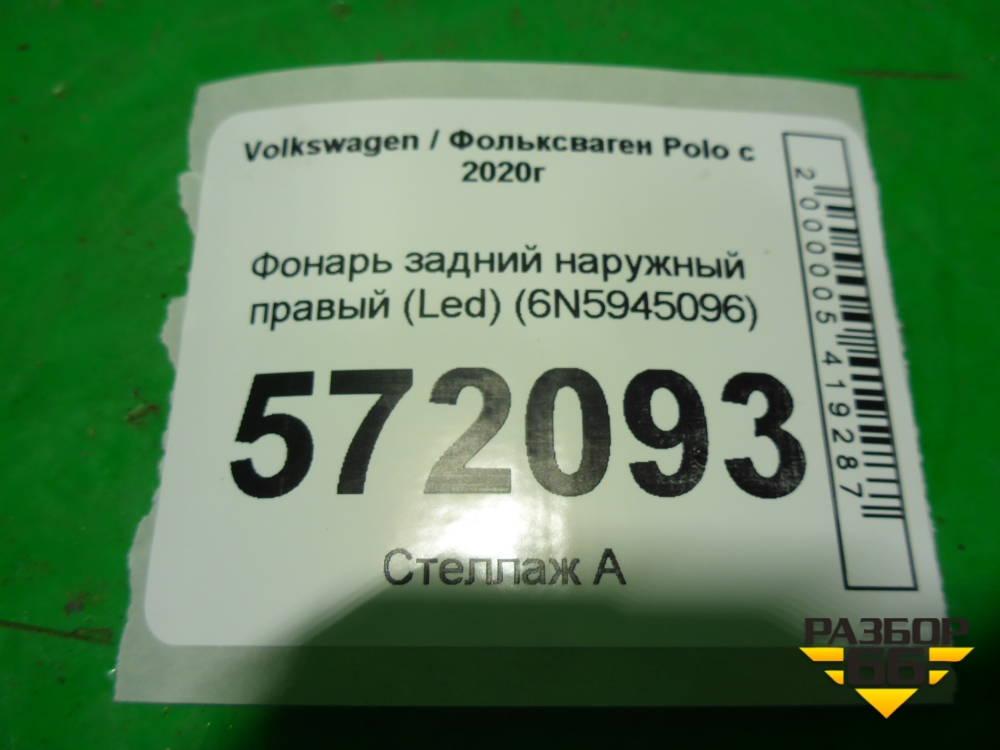 Volkswagen / Фольксваген Polo с
2020г
Фонарь задний наружный
правый (Led) (6N5945096)
572093
Стеллаж А
2000005419287
РАЗБОР
66